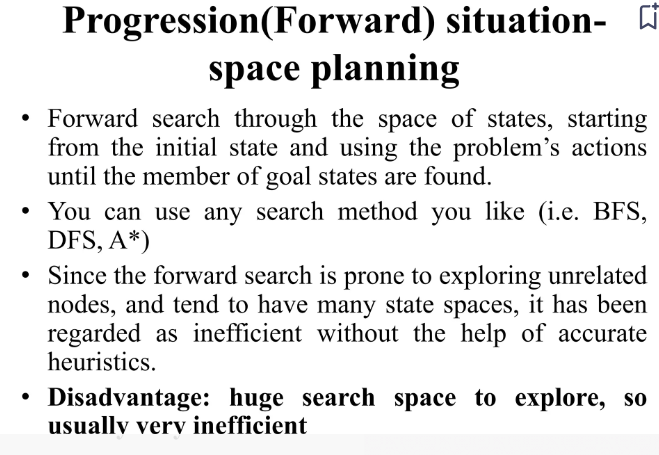 Progression(Forward) situation-
space planning
• Forward search through the space of states, starting
from the initial state and using the problem’s actions
until the member of goal states are found.
• You can use any search method you like (i.e. BFS,
DFS, A*)
• Since the forward search is prone to exploring unrelated
nodes, and tend to have many state spaces, it has been
regarded as inefficient without the help of accurate
heuristics.
• Disadvantage: huge search space to explore, so
usually very inefficient